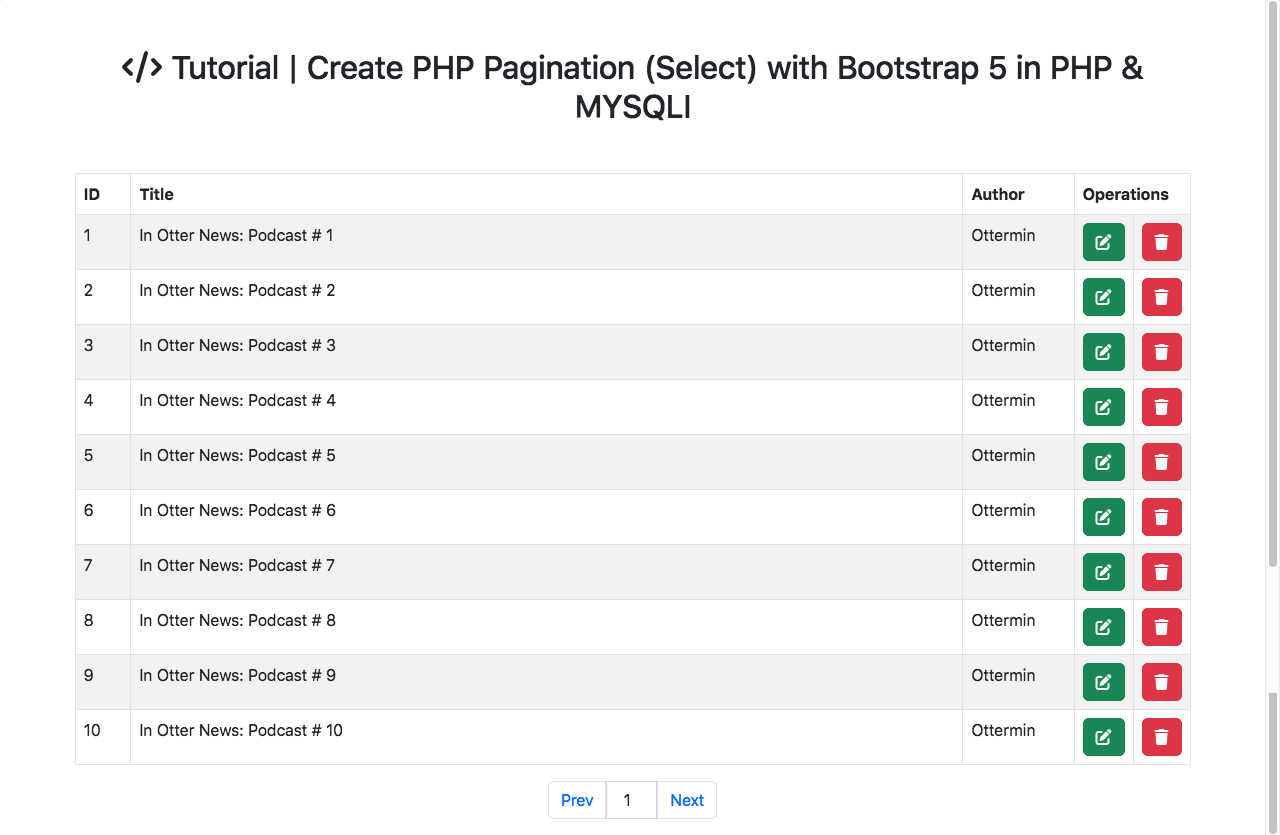 </> Tutorial | Create PHP Pagination (Select) with Bootstrap 5 in PHP &
MYSQLI
ID Title Author Operations
1 In Otter News: Podcast # 1 Ottermin
2 In Otter News: Podcast # 2 Ottermin
3 In Otter News: Podcast # 3 Ottermin
4 In Otter News: Podcast # 4 Ottermin
5 In Otter News: Podcast # 5 Ottermin
6 In Otter News: Podcast # 6 Ottermin
7 In Otter News: Podcast # 7 Ottermin
8 In Otter News: Podcast # 8 Ottermin
9 In Otter News: Podcast # 9 Ottermin
10 In Otter News: Podcast # 10 Ottermin
Prev 1 Next